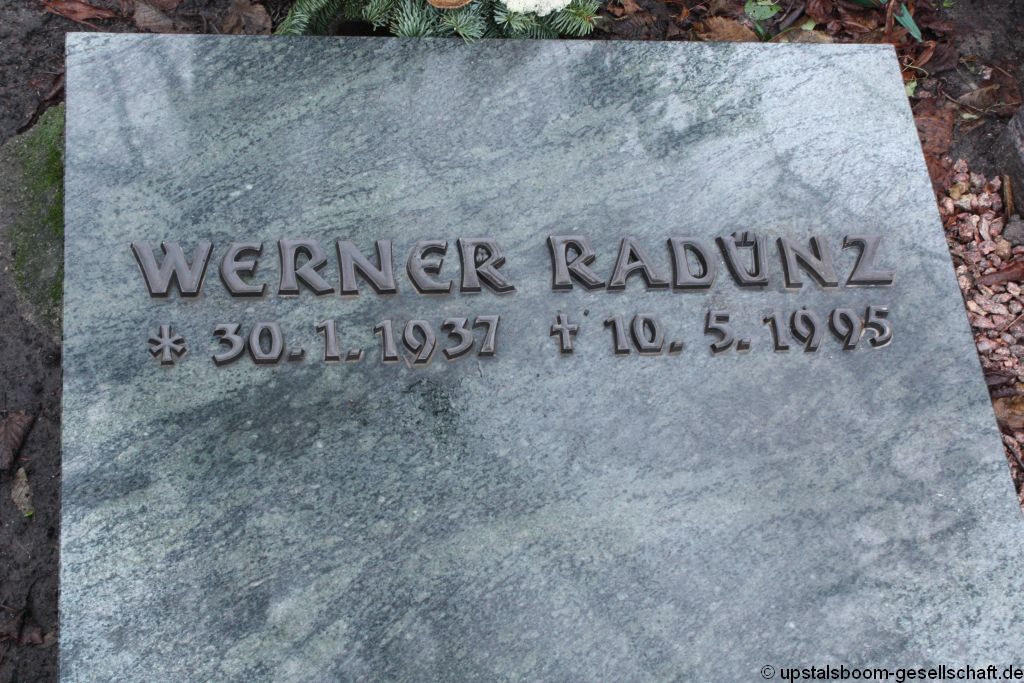 WERNER RADÜNZ
* 30. 1. 1937 † 10. 5. 1995
© upstalsboom-gesellschaft.de